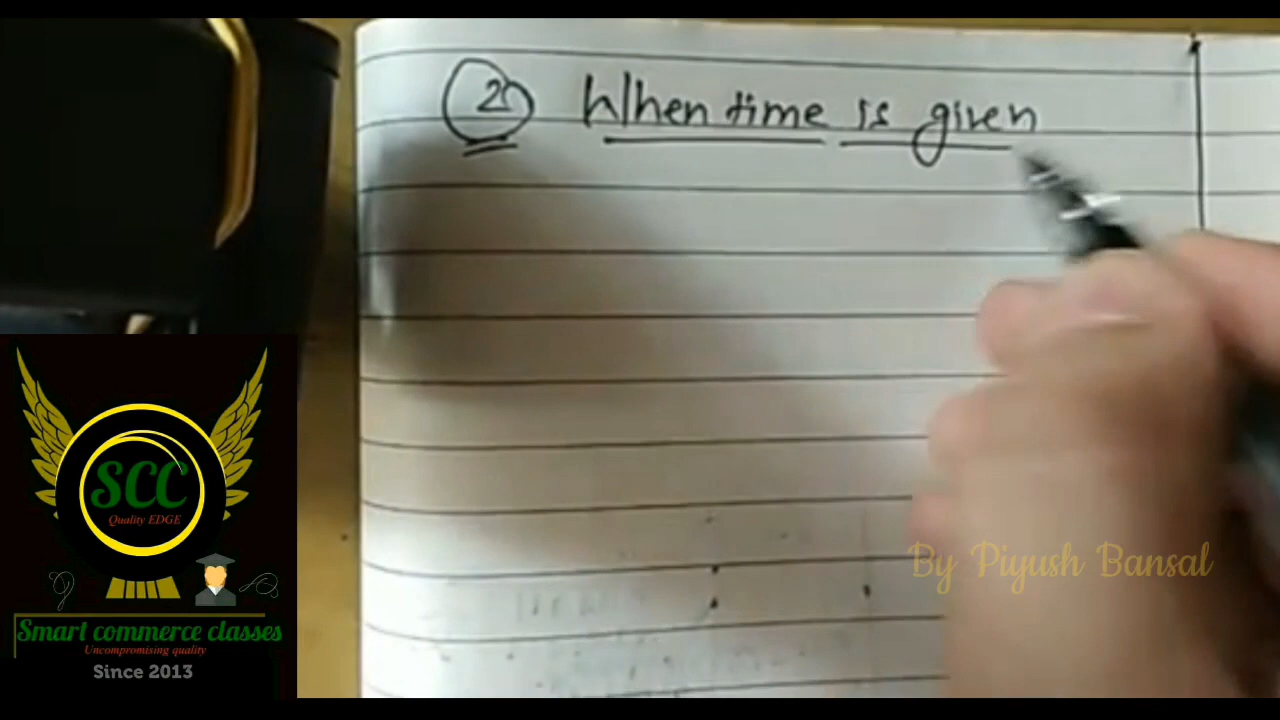 2 When time is given
SCC
Quality EDGE
Smart commerce classes
Uncompromising quality
Since 2013
By Piyush Bansal